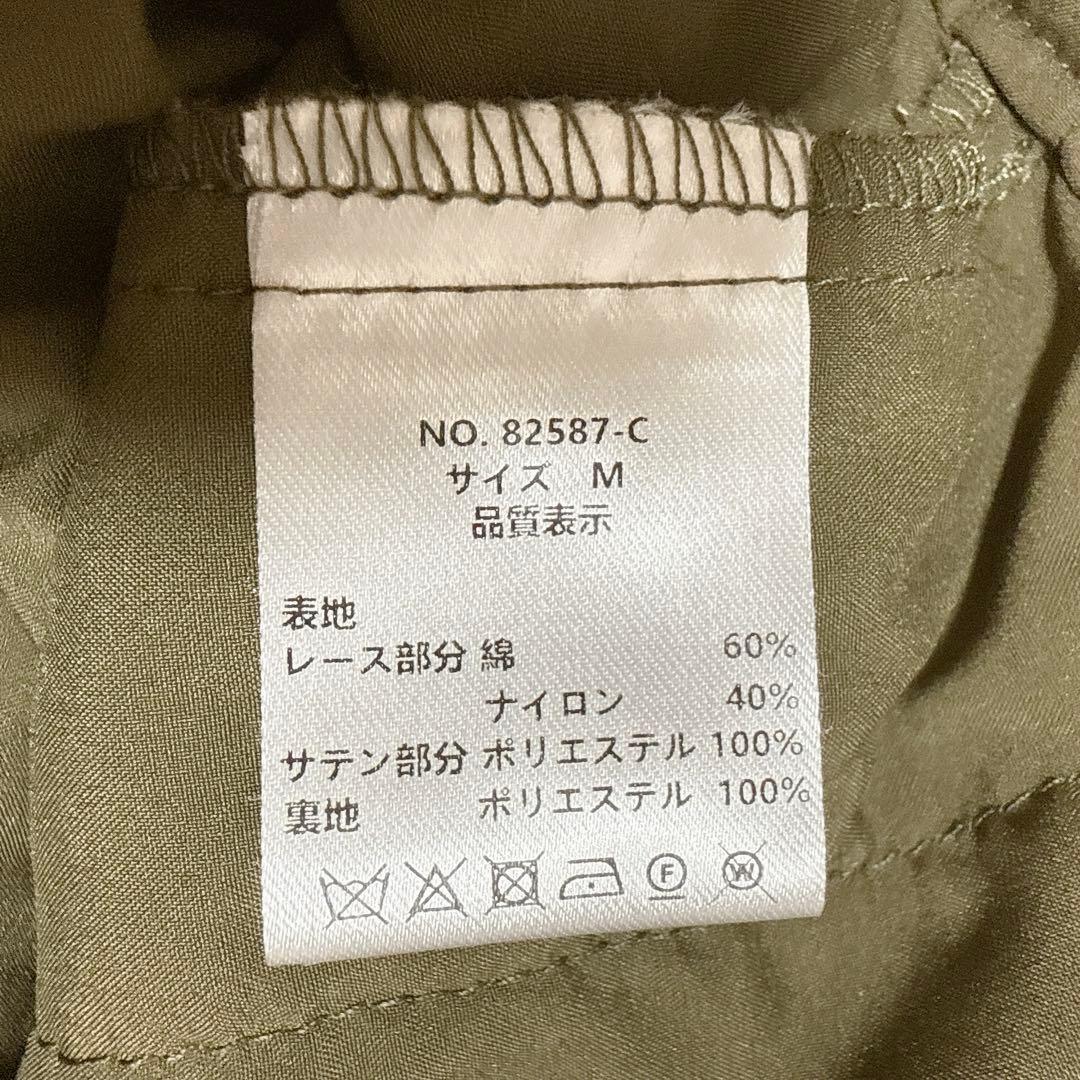 NO. 82587-C
サイズ M
品質表示
表地
レース部分 綿 60%
ナイロン 40%
サテン部分 ポリエステル 100%
裏地 ポリエステル 100%
F W